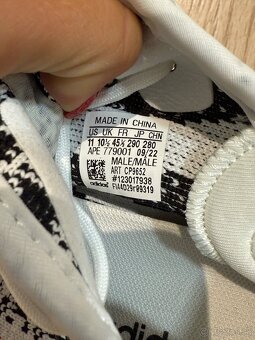 MADE IN CHINA
US UK FR JP CHN
11 10½ 45⅓ 290 280
APE 779001 09/22
MALE/MALE
ART CP9652
#123017938
adidas